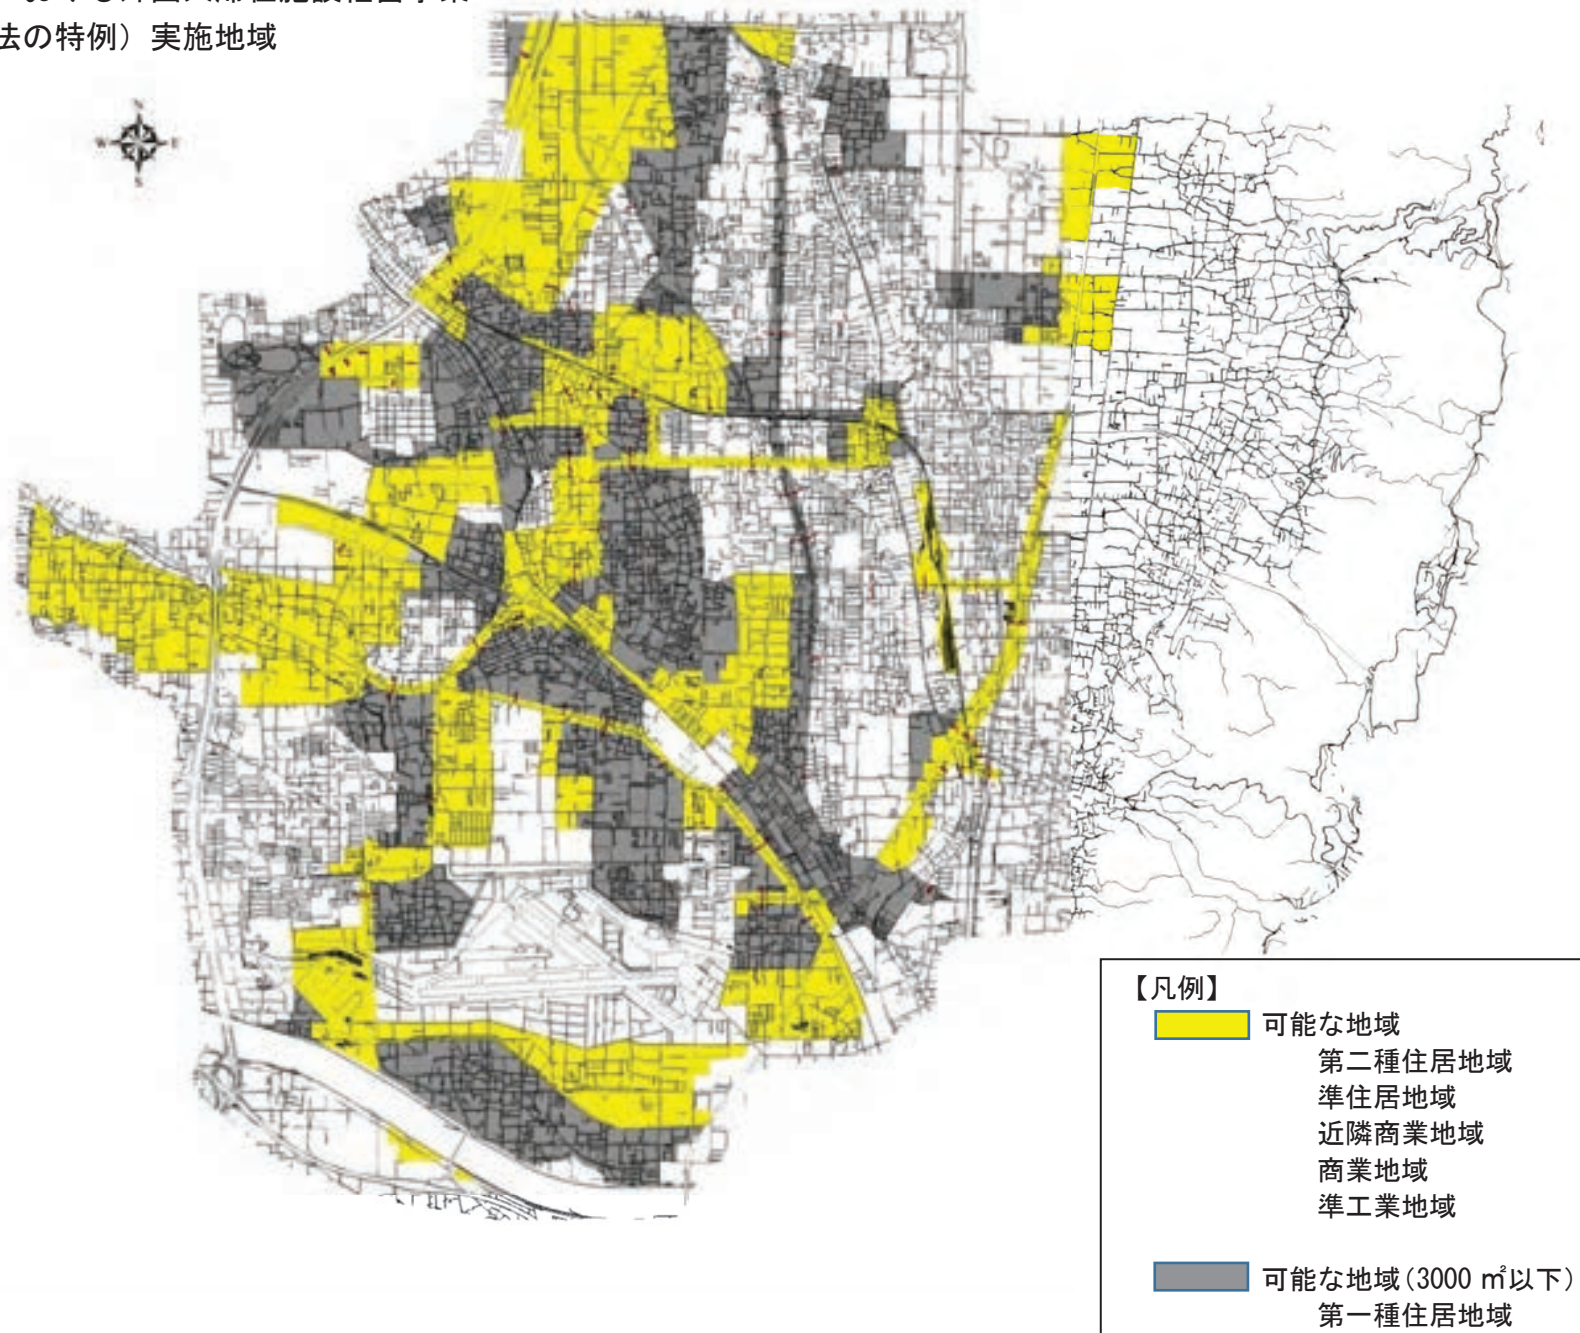 法の特例）実施地域
N
W
E
S
【凡例】
可能な地域
第二種住居地域
準住居地域
近隣商業地域
商業地域
準工業地域
可能な地域（3000 ㎡以下）
第一種住居地域